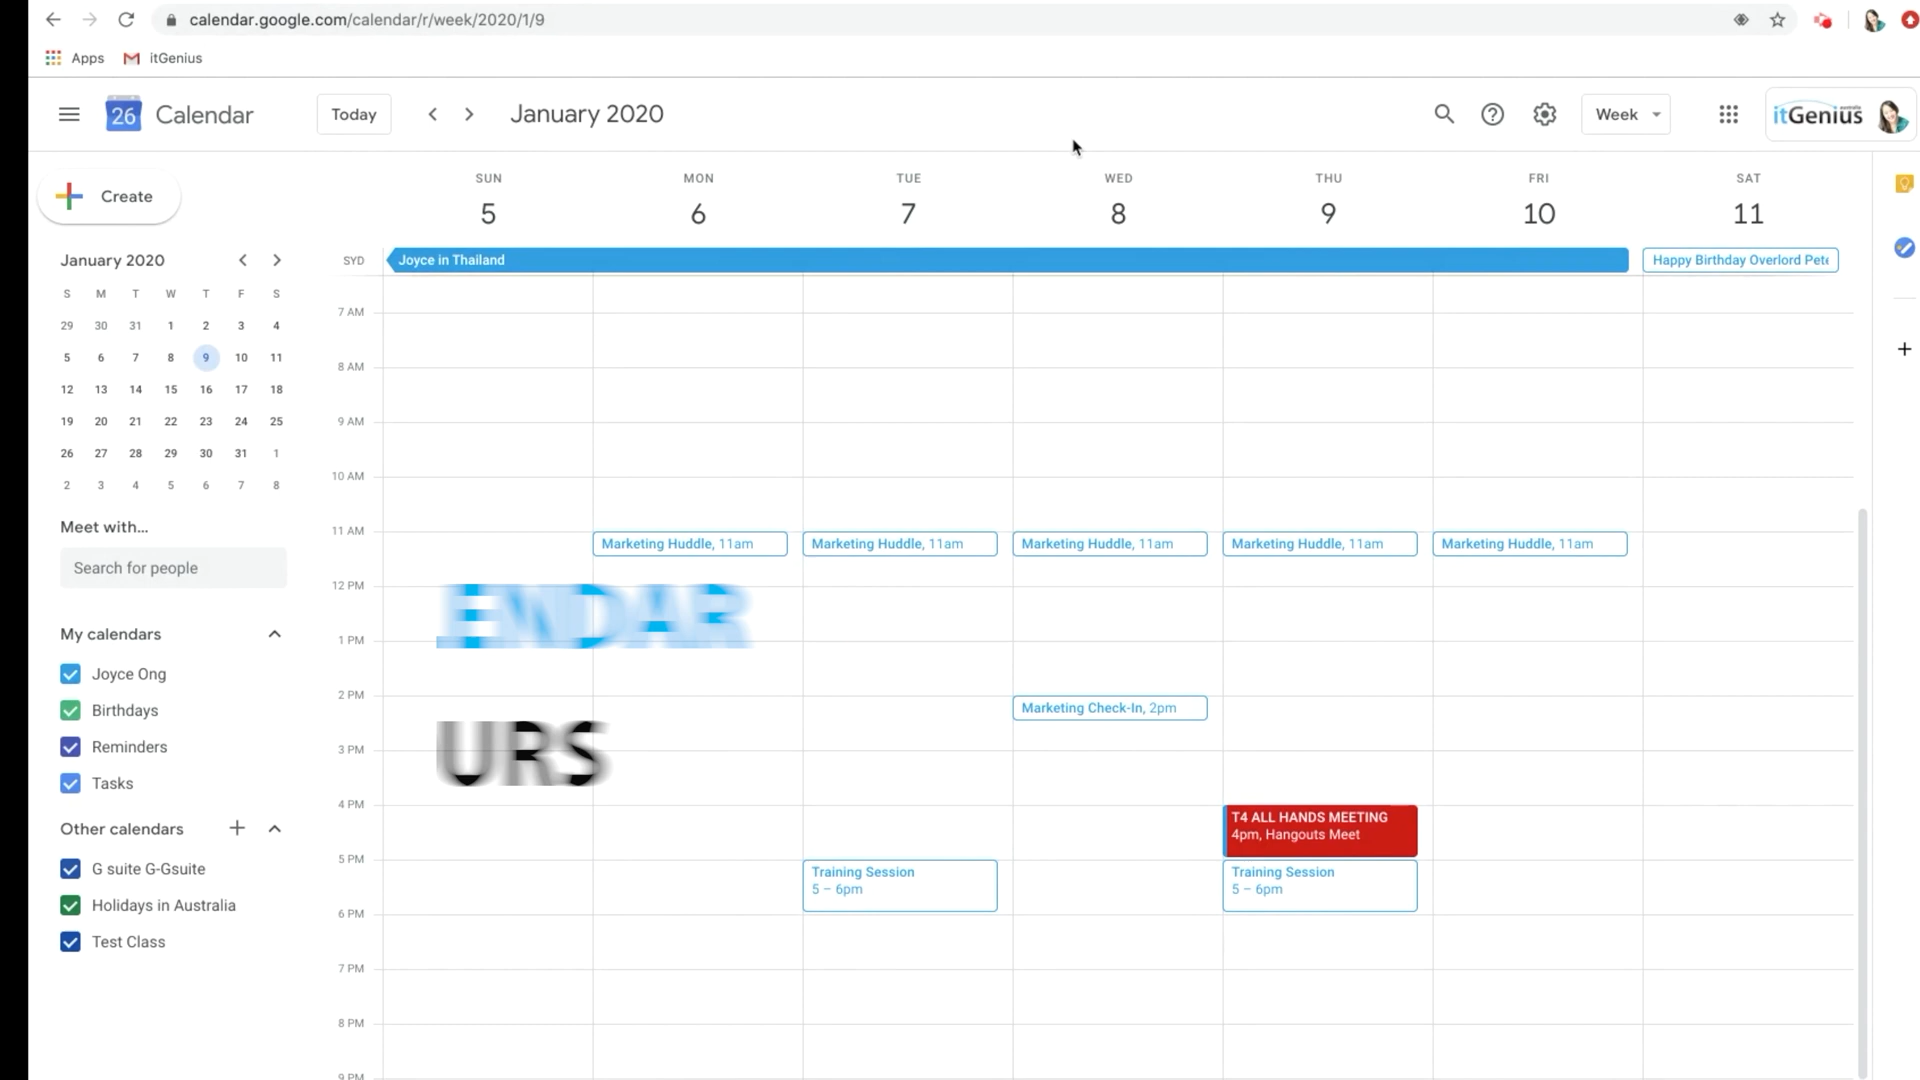 calendar.google.com/calendar/r/week/2020/1/9
Apps
itGenius
26
Calendar
Today
January 2020
Week
itGenius
australia
Create
SUN
MON
TUE
WED
THU
FRI
SAT
5
6
7
8
9
10
11
SYD
Joyce in Thailand
Happy Birthday Overlord Pete
January 2020
S M T W T F S
29 30 31 1 2 3 4
5 6 7 8 9 10 11
12 13 14 15 16 17 18
19 20 21 22 23 24 25
26 27 28 29 30 31 1
2 3 4 5 6 7 8
Meet with...
Search for people
My calendars
Joyce Ong
Birthdays
Reminders
Tasks
Other calendars
G suite G-Gsuite
Holidays in Australia
Test Class
7 AM
8 AM
9 AM
10 AM
11 AM
Marketing Huddle, 11am
Marketing Huddle, 11am
Marketing Huddle, 11am
Marketing Huddle, 11am
Marketing Huddle, 11am
12 PM
ENDAR
1 PM
2 PM
Marketing Check-In, 2pm
URS
3 PM
4 PM
T4 ALL HANDS MEETING
4pm, Hangouts Meet
5 PM
Training Session
5 – 6pm
Training Session
5 – 6pm
6 PM
7 PM
8 PM
9 PM